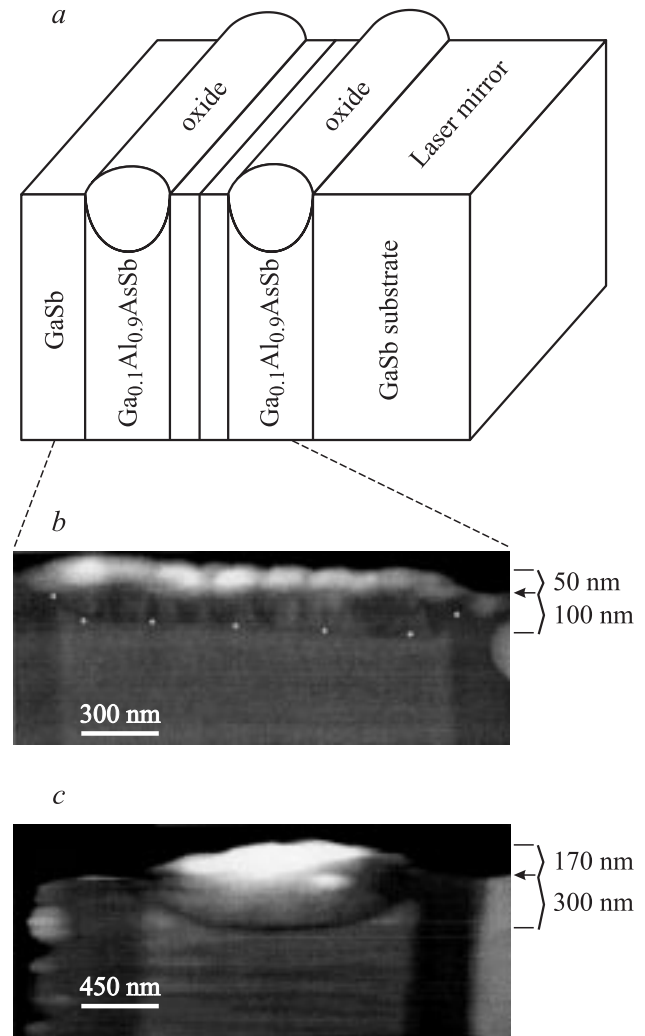 a
oxide
oxide
Laser mirror
GaSb
Ga0.1Al0.9AsSb
Ga0.1Al0.9AsSb
GaSb substrate
b
50 nm
100 nm
300 nm
c
170 nm
300 nm
450 nm